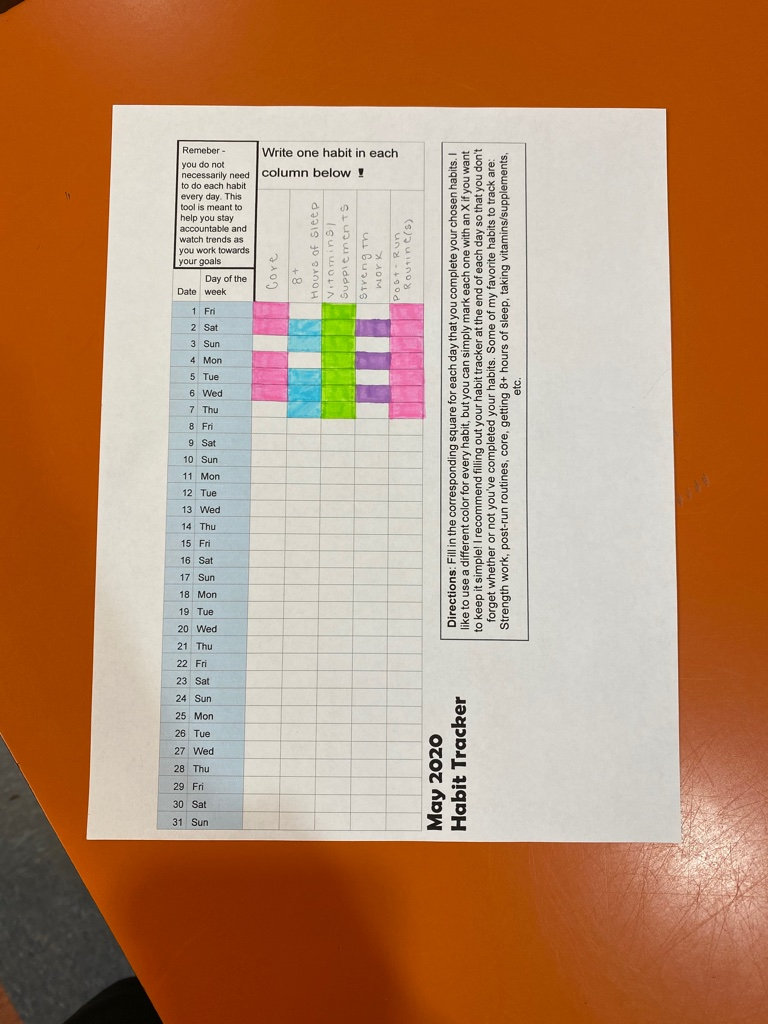 Remeber -
you do not
necessarily need
to do each habit
every day. This
tool is meant to
help you stay
accountable and
watch trends as
you work towards
your goals
Write one habit in each
column below !
Date
Day of the
week
Core
8+
Hours of Sleep
Vitamins/
Supplements
Strength
Work
Post-Run
Routine(s)
1 Fri
2 Sat
3 Sun
4 Mon
5 Tue
6 Wed
7 Thu
8 Fri
9 Sat
10 Sun
11 Mon
12 Tue
13 Wed
14 Thu
15 Fri
16 Sat
17 Sun
18 Mon
19 Tue
20 Wed
21 Thu
22 Fri
23 Sat
24 Sun
25 Mon
26 Tue
27 Wed
28 Thu
29 Fri
30 Sat
31 Sun
May 2020
Habit Tracker
Directions: Fill in the corresponding square for each day that you complete your chosen habits. I
like to use a different color for every habit, but you can simply mark each one with an X if you want
to keep it simple! I recommend filling out your habit tracker at the end of each day so that you don't
forget whether or not you've completed your habits. Some of my favorite habits to track are:
Strength work, post-run routines, core, getting 8+ hours of sleep, taking vitamins/supplements,
etc.